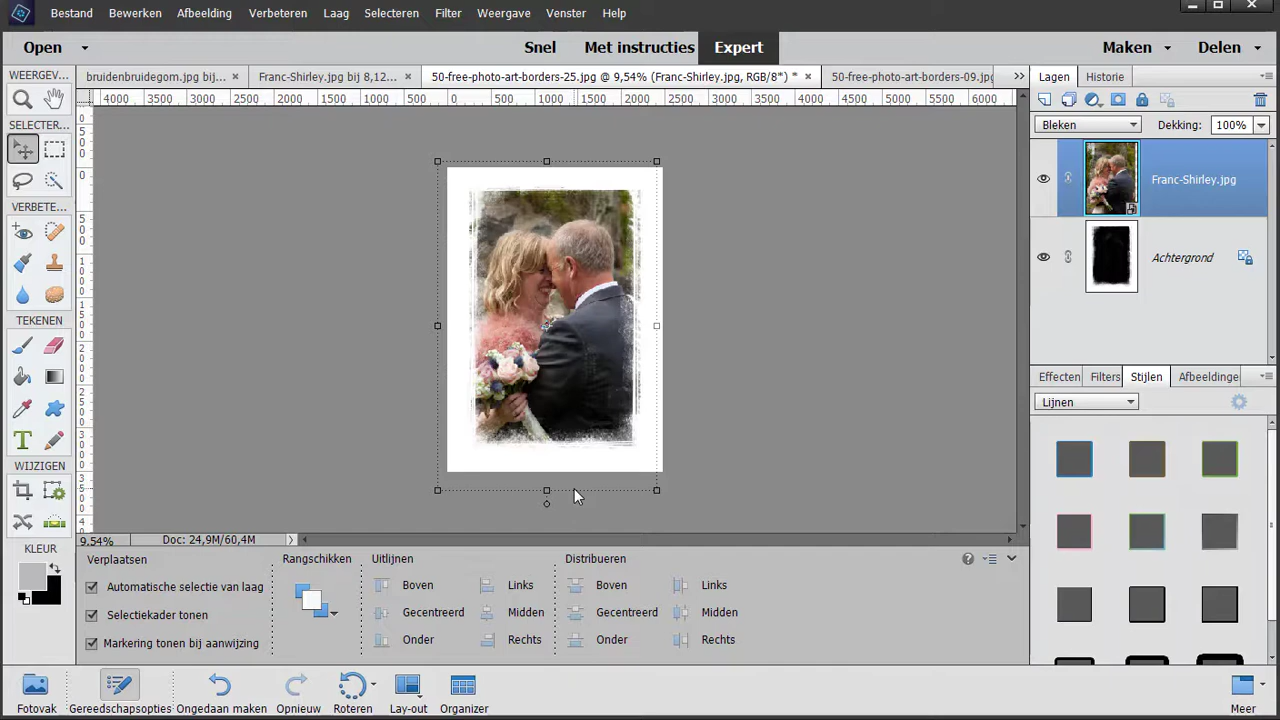 Bestand Bewerken Afbeelding Verbeteren Laag Selecteren Filter Weergave Venster Help
Open Snel Met instructies Expert Maken Delen
WEERGEV... bruidenbruidegom.jpg bij... × Franc-Shirley.jpg bij 8,12... × 50-free-photo-art-borders-25.jpg @ 9,54% (Franc-Shirley.jpg, RGB/8*) * × 50-free-photo-art-borders-09.jpg Lagen Historie
4000 3500 3000 2500 2000 1500 1000 500 0 500 1000 1500 2000 2500 3000 3500 4000 4500 5000 5500 6000
SELECTER...
Bleken Dekking: 100%
Franc-Shirley.jpg
VERBETE...
Achtergrond
TEKENEN
Effecten Filters Stijlen Afbeeldinge
Lijnen
WIJZIGEN
9,54% Doc: 24,9M/60,4M
KLEUR
Verplaatsen Rangschikken Uitlijnen Distribueren
Automatische selectie van laag Boven Links Boven Links
Selectiekader tonen Gecentreerd Midden Gecentreerd Midden
Markering tonen bij aanwijzing Onder Rechts Onder Rechts
Fotovak Gereedschapsopties Ongedaan maken Opnieuw Roteren Lay-out Organizer Meer